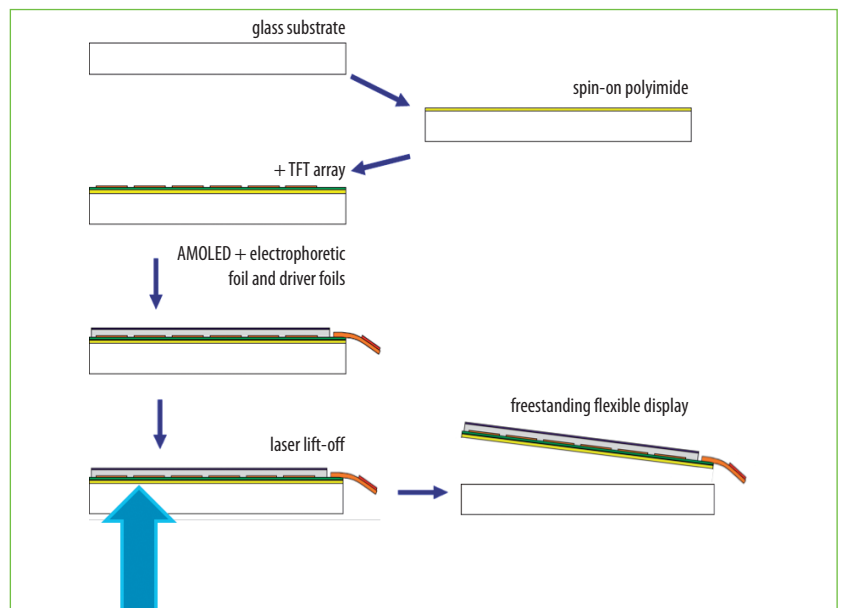 glass substrate
spin-on polyimide
+ TFT array
AMOLED + electrophoretic
foil and driver foils
laser lift-off
freestanding flexible display